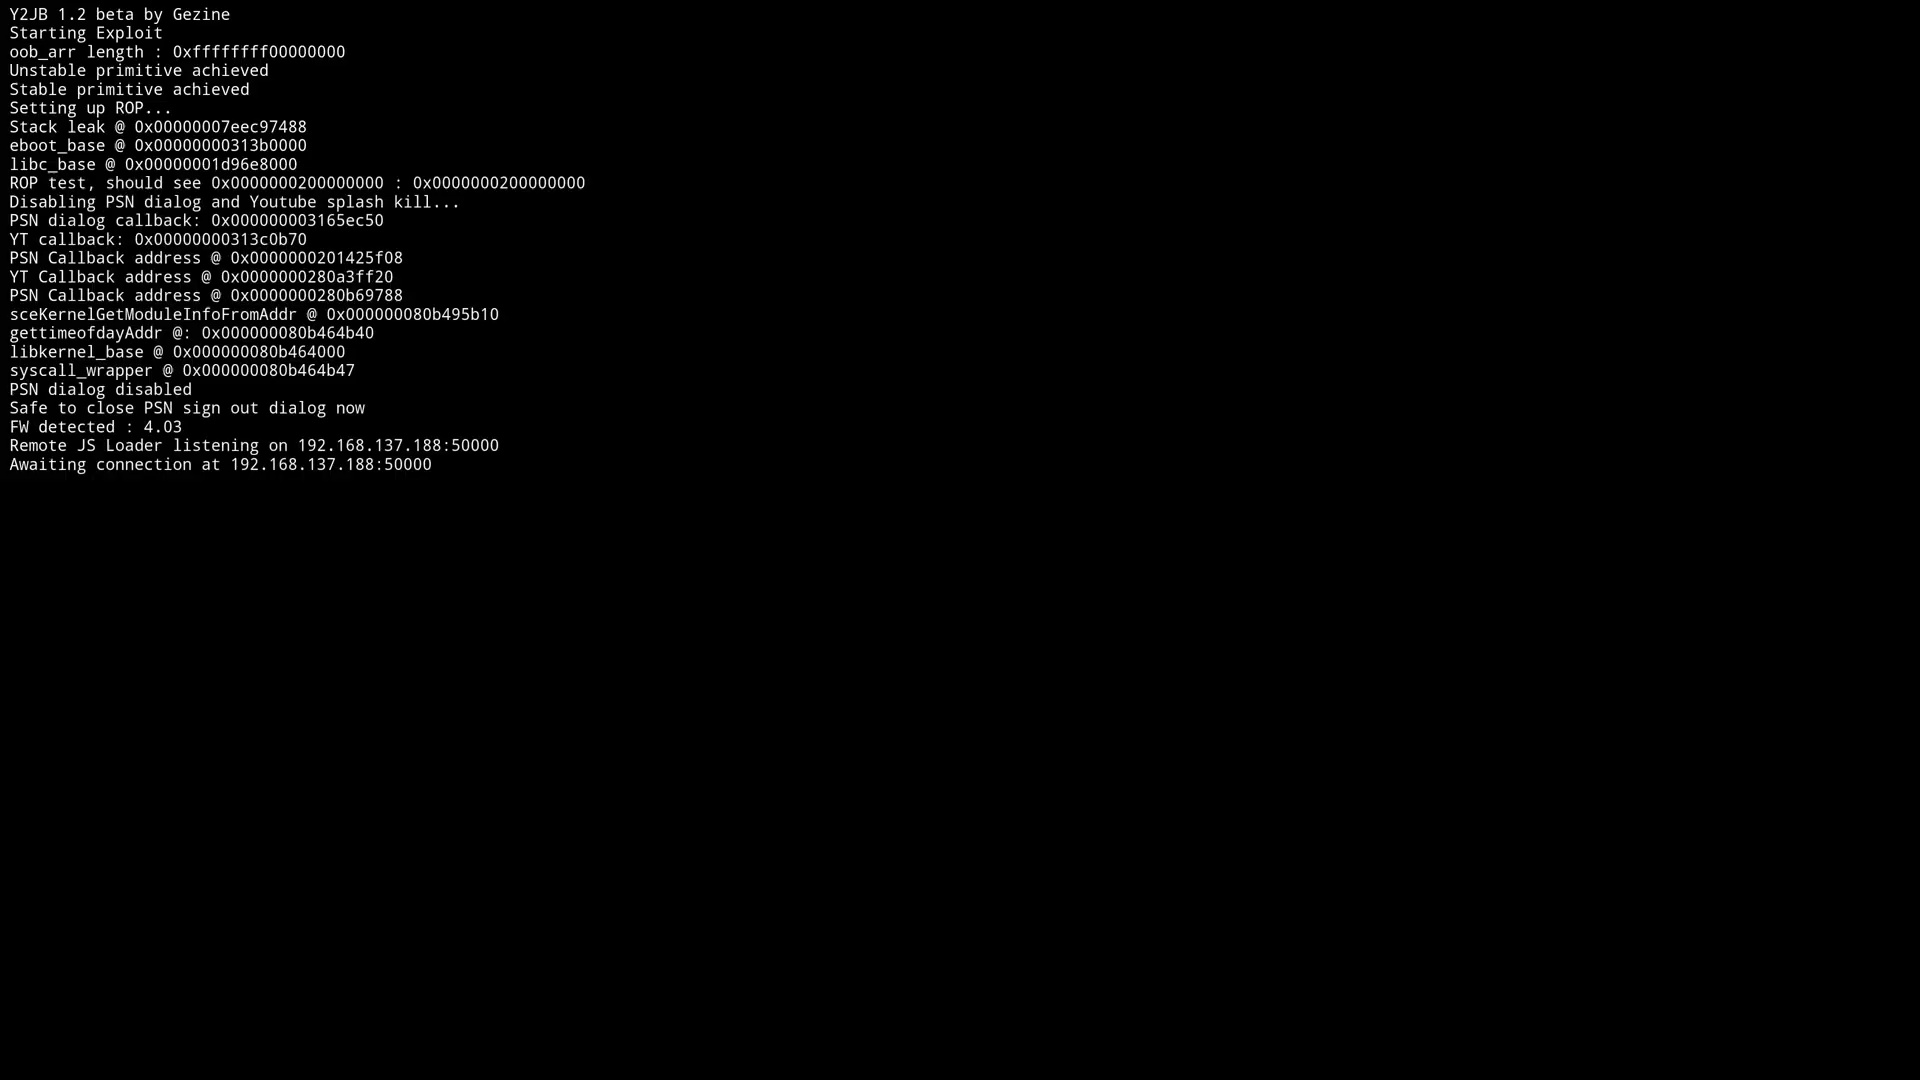 Y2JB 1.2 beta by Gezine
Starting Exploit
oob_arr length : 0xffffffff00000000
Unstable primitive achieved
Stable primitive achieved
Setting up ROP...
Stack leak @ 0x00000007eec97488
eboot_base @ 0x00000000313b0000
libc_base @ 0x00000001d96e8000
ROP test, should see 0x0000000200000000 : 0x0000000200000000
Disabling PSN dialog and Youtube splash kill...
PSN dialog callback: 0x000000003165ec50
YT callback: 0x00000000313c0b70
PSN Callback address @ 0x0000000201425f08
YT Callback address @ 0x0000000280a3ff20
PSN Callback address @ 0x0000000280b69788
sceKernelGetModuleInfoFromAddr @ 0x000000080b495b10
gettimeofdayAddr @: 0x000000080b464b40
libkernel_base @ 0x000000080b464000
syscall_wrapper @ 0x000000080b464b47
PSN dialog disabled
Safe to close PSN sign out dialog now
FW detected : 4.03
Remote JS Loader listening on 192.168.137.188:50000
Awaiting connection at 192.168.137.188:50000